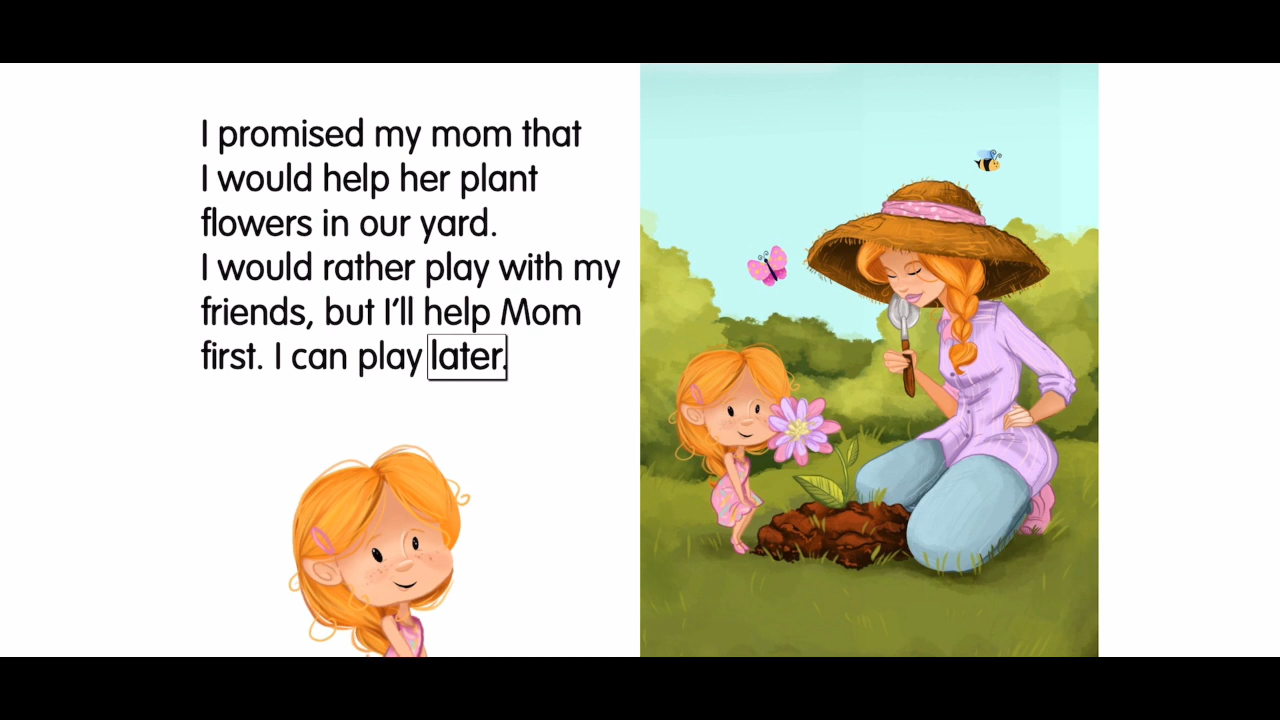 I promised my mom that
I would help her plant
flowers in our yard.
I would rather play with my
friends, but I’ll help Mom
first. I can play later.